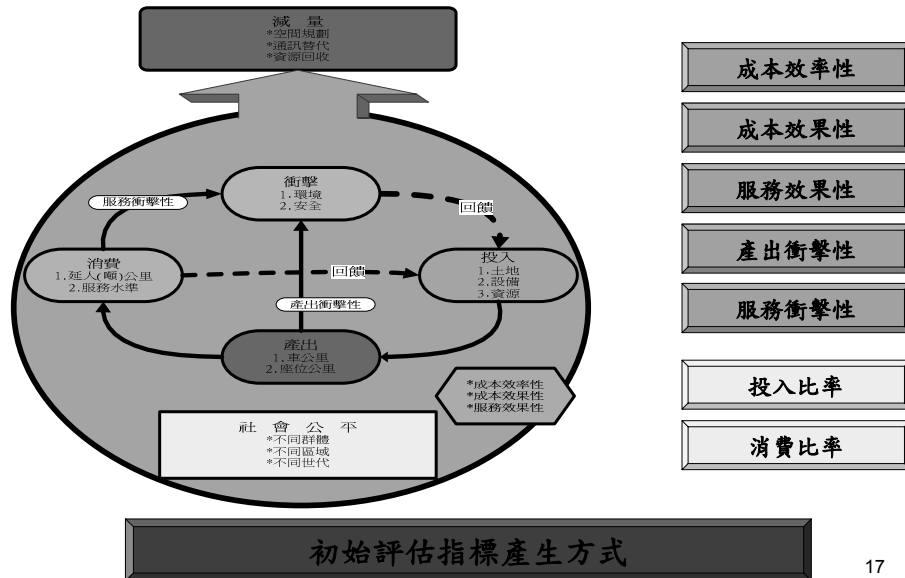 減 量
*空間規劃
*通訊替代
*資源回收
衝擊
1.環境
2.安全
服務衝擊性
回饋
消費
1.延人(噸)公里
2.服務水準
回饋
投入
1.土地
2.設備
3.資源
產出衝擊性
產出
1.車公里
2.座位公里
*成本效率性
*成本效果性
*服務效果性
社 會 公 平
*不同群體
*不同區域
*不同世代
成本效率性
成本效果性
服務效果性
產出衝擊性
服務衝擊性
投入比率
消費比率
初始評估指標產生方式
17